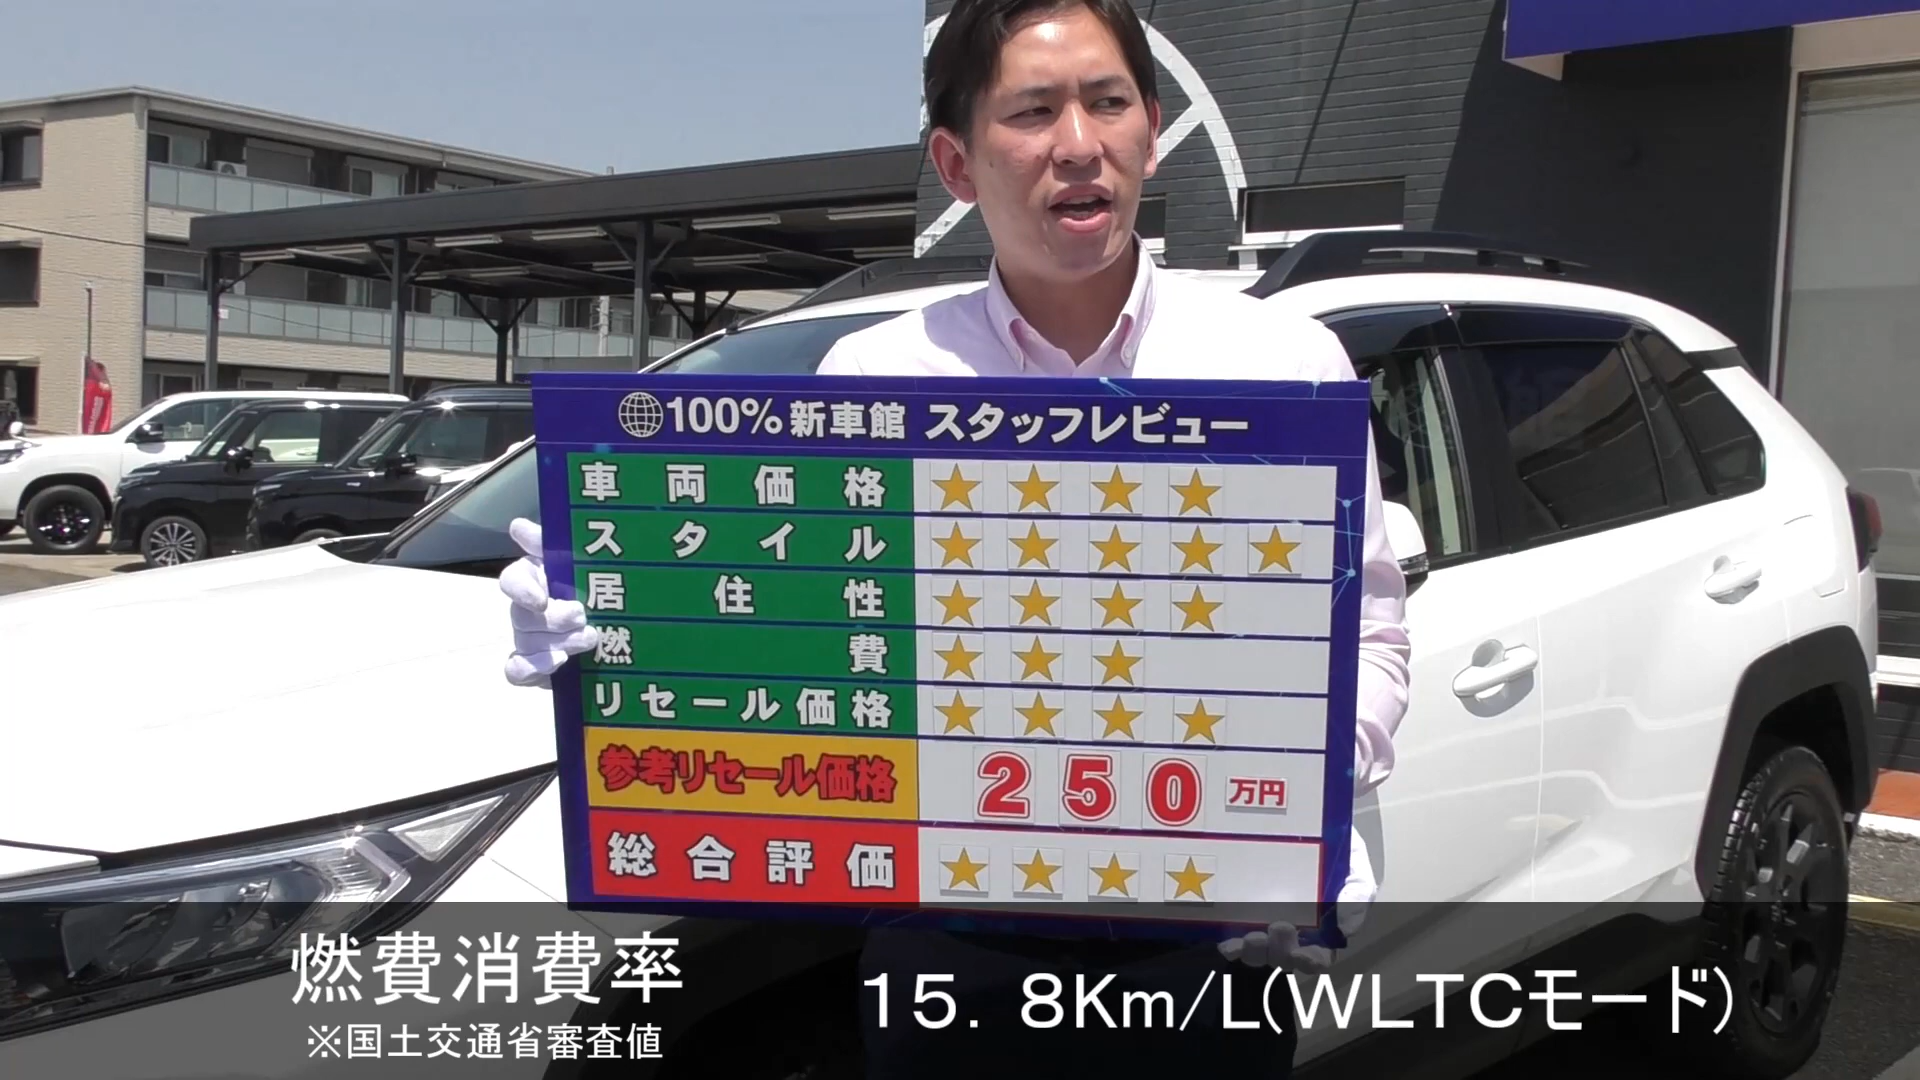 100%新車館 スタッフレビュー
車両価格
スタイル
居住性
燃費
リセール価格
参考リセール価格 250 万円
総合評価
燃費消費率 15.8Km/L(WLTCモード)
※国土交通省審査値